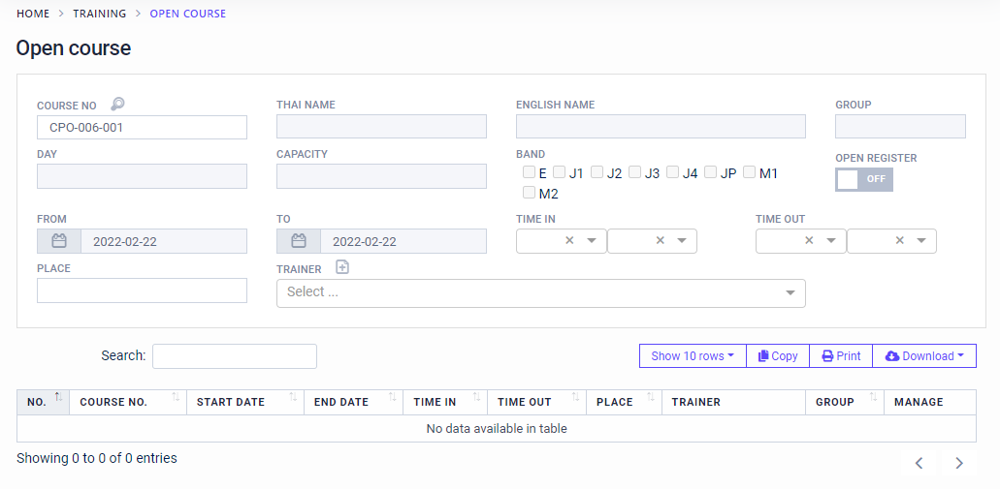 HOME > TRAINING > OPEN COURSE
Open course
COURSE NO THAI NAME ENGLISH NAME GROUP
CPO-006-001
DAY CAPACITY BAND OPEN REGISTER
E J1 J2 J3 J4 JP M1
M2
OFF
FROM TO TIME IN TIME OUT
2022-02-22 2022-02-22 × × × ×
PLACE TRAINER
Select ...
Search: Show 10 rows Copy Print Download
NO. COURSE NO. START DATE END DATE TIME IN TIME OUT PLACE TRAINER GROUP MANAGE
No data available in table
Showing 0 to 0 of 0 entries